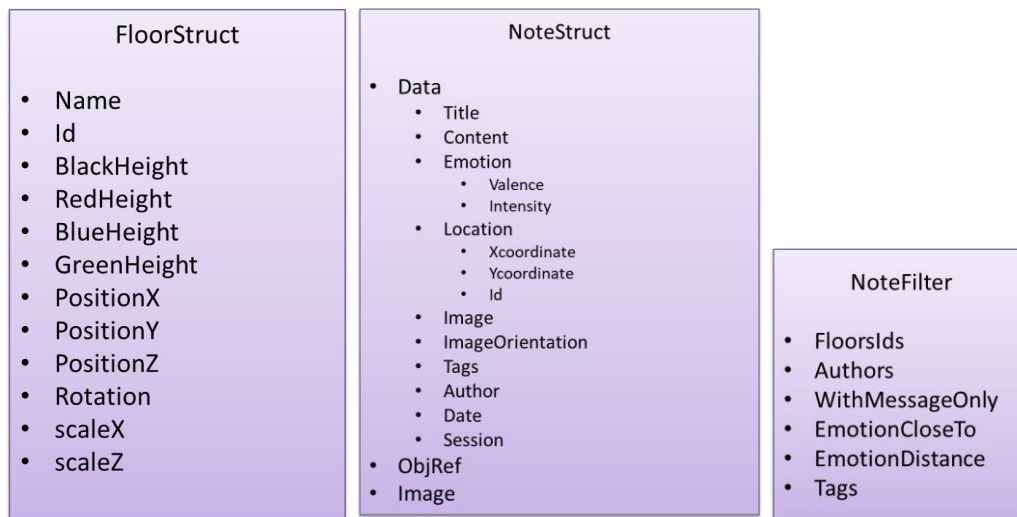 FloorStruct
• Name
• Id
• BlackHeight
• RedHeight
• BlueHeight
• GreenHeight
• PositionX
• PositionY
• PositionZ
• Rotation
• scaleX
• scaleZ
NoteStruct
• Data
• Title
• Content
• Emotion
• Valence
• Intensity
• Location
• Xcoordinate
• Ycoordinate
• Id
• Image
• ImageOrientation
• Tags
• Author
• Date
• Session
• ObjRef
• Image
NoteFilter
• FloorsIds
• Authors
• WithMessageOnly
• EmotionCloseTo
• EmotionDistance
• Tags